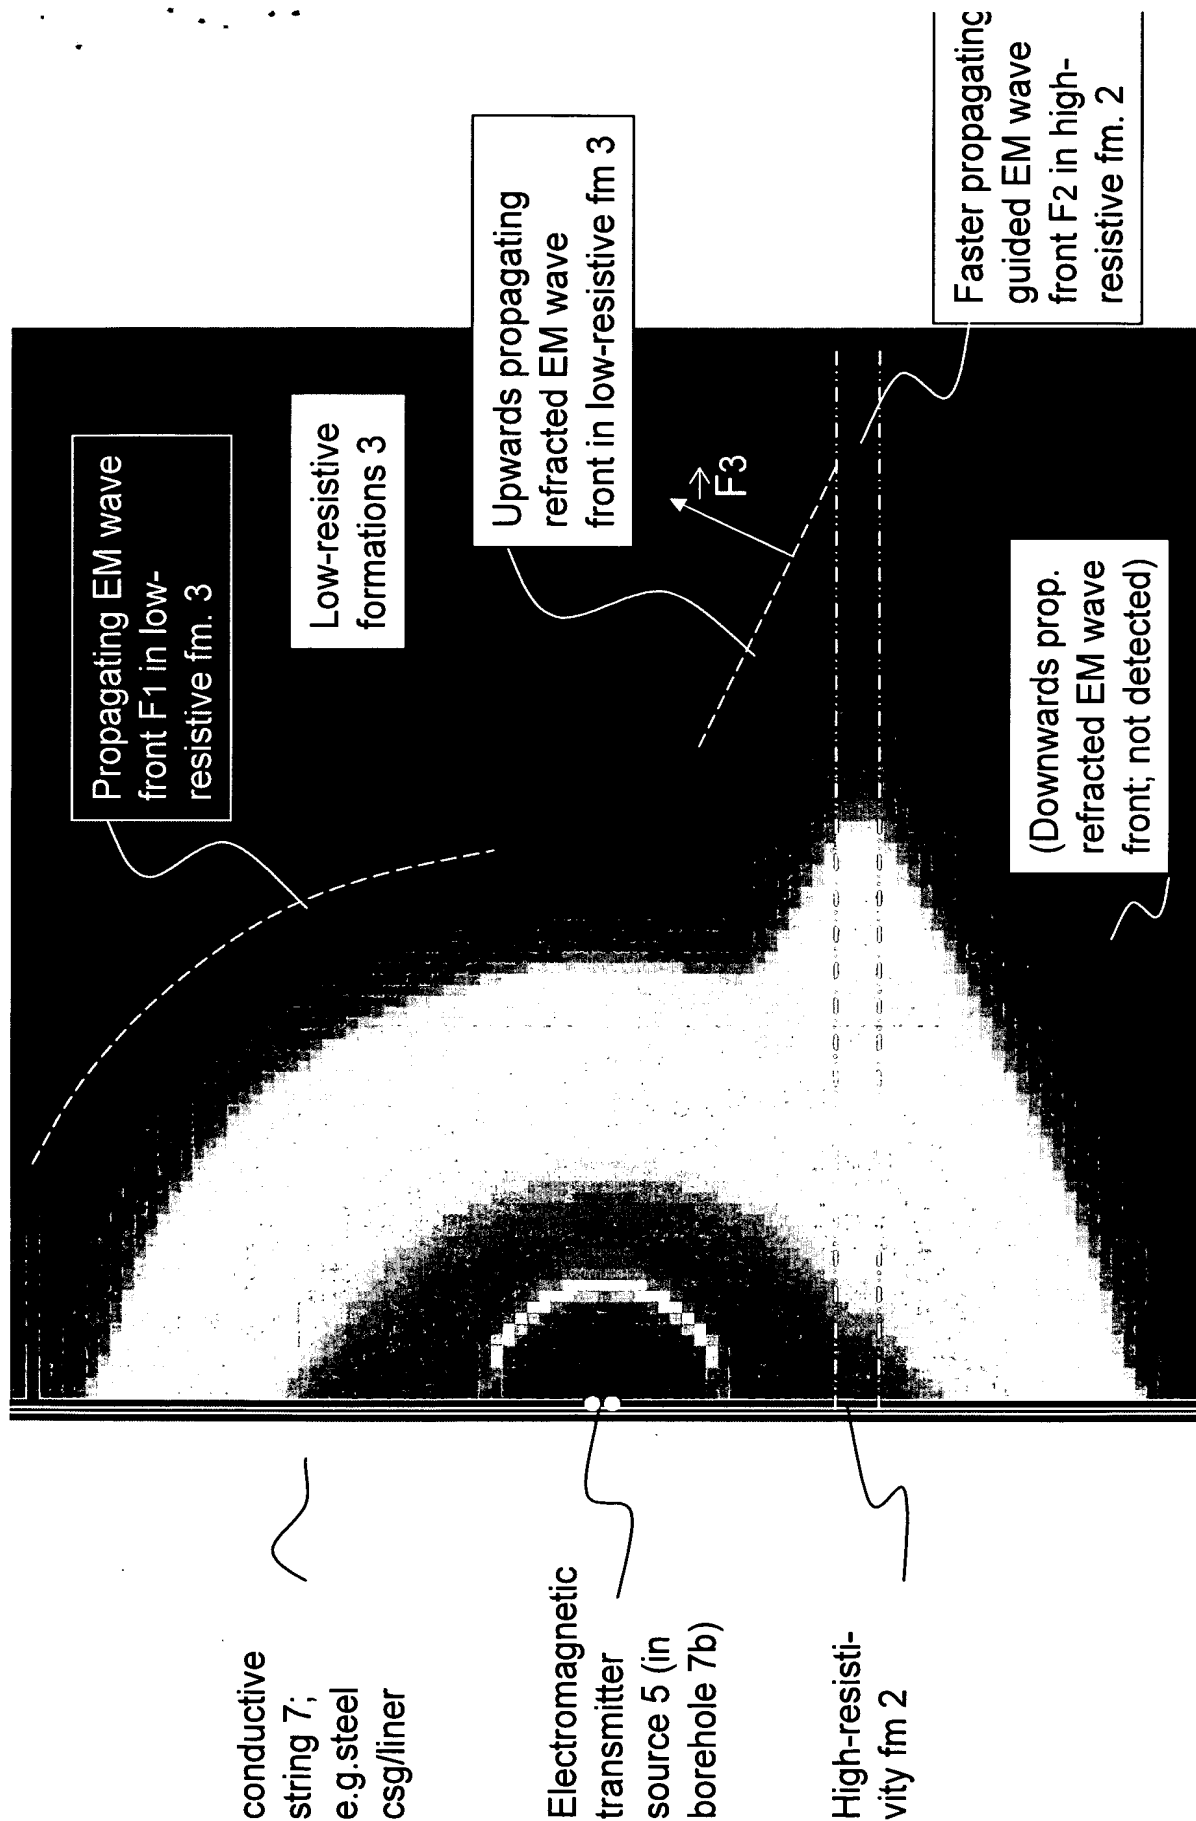 Propagating EM wave
front F1 in low-
resistive fm. 3
Low-resistive
formations 3
Upwards propagating
refracted EM wave
front in low-resistive fm 3
F3
Faster propagating
guided EM wave
front F2 in high-
resistive fm. 2
(Downwards prop.
refracted EM wave
front; not detected)
conductive
string 7;
e.g.steel
csg/liner
Electromagnetic
transmitter
source 5 (in
borehole 7b)
High-resisti-
vity fm 2